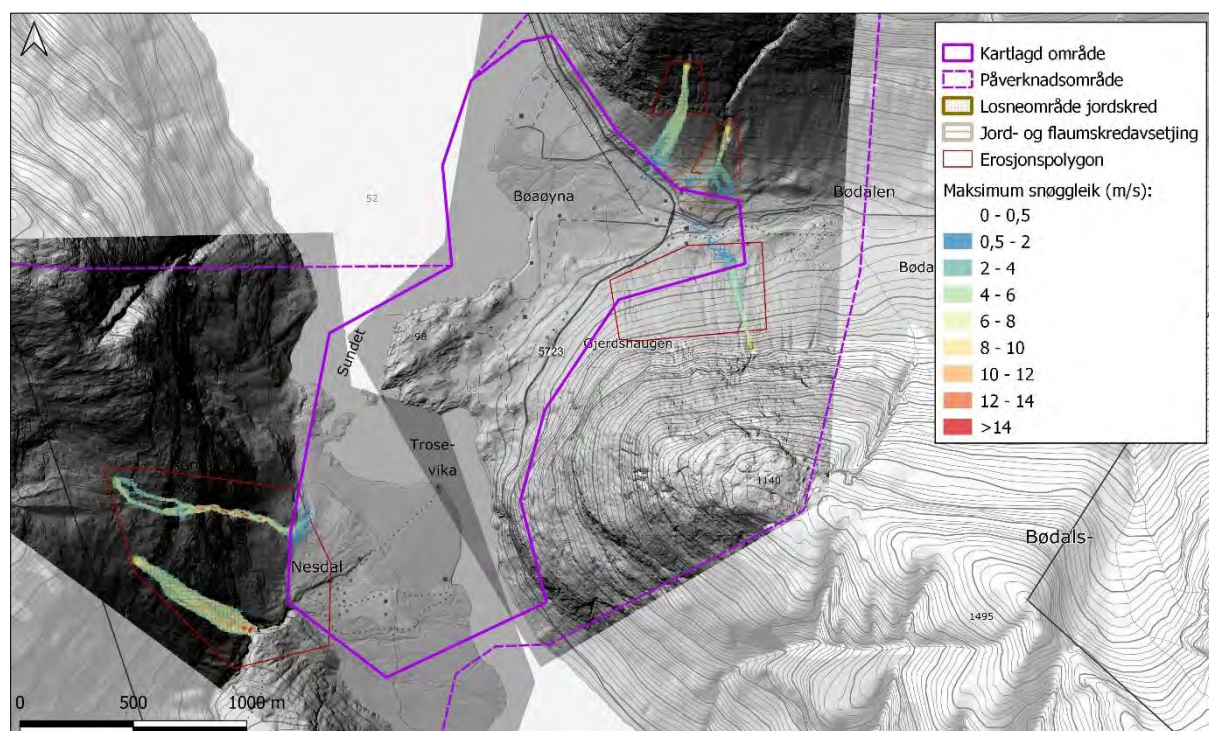 Kartlagd område
Påverknadsområde
Losneområde jordskred
Jord- og flaumskredavsetjing
Erosjonspolygon
Maksimum snøggleik (m/s):
0 - 0,5
0,5 - 2
2 - 4
4 - 6
6 - 8
8 - 10
10 - 12
12 - 14
>14
52
Bøaøyna
Bødalen
Bøda
Sundet
98
5723
Gjerdshaugen
Trose-
vika
1140
Bødals-
Nesdal
1495
0 500 1000 m